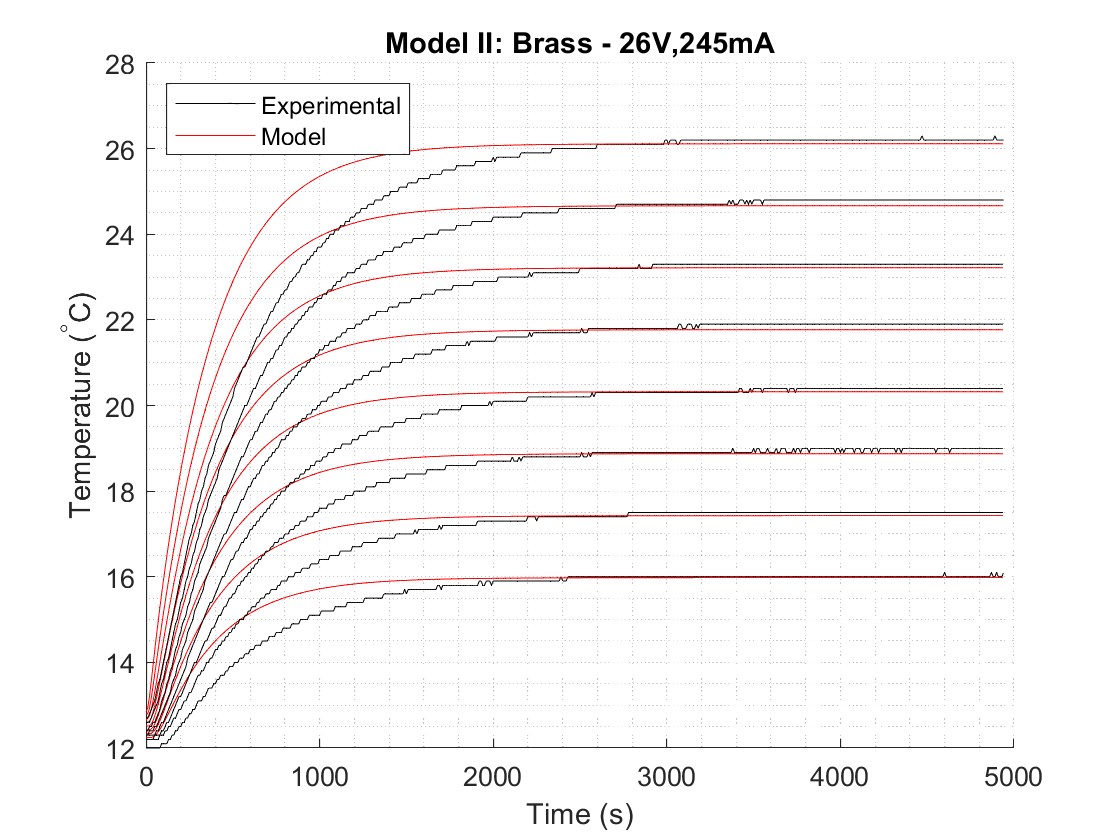 Model II: Brass - 26V,245mA
Experimental
Model
28
26
24
22
20
18
16
14
12
Temperature (°C)
0 1000 2000 3000 4000 5000
Time (s)